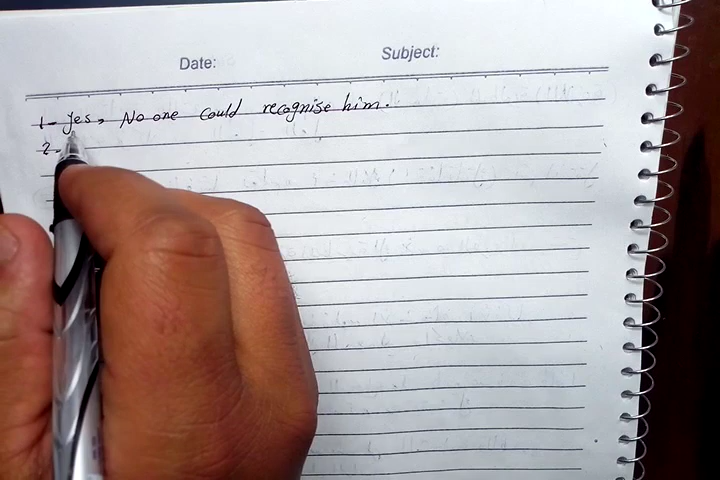 Date: Subject:
1- yes, No one could recognise him.
2-